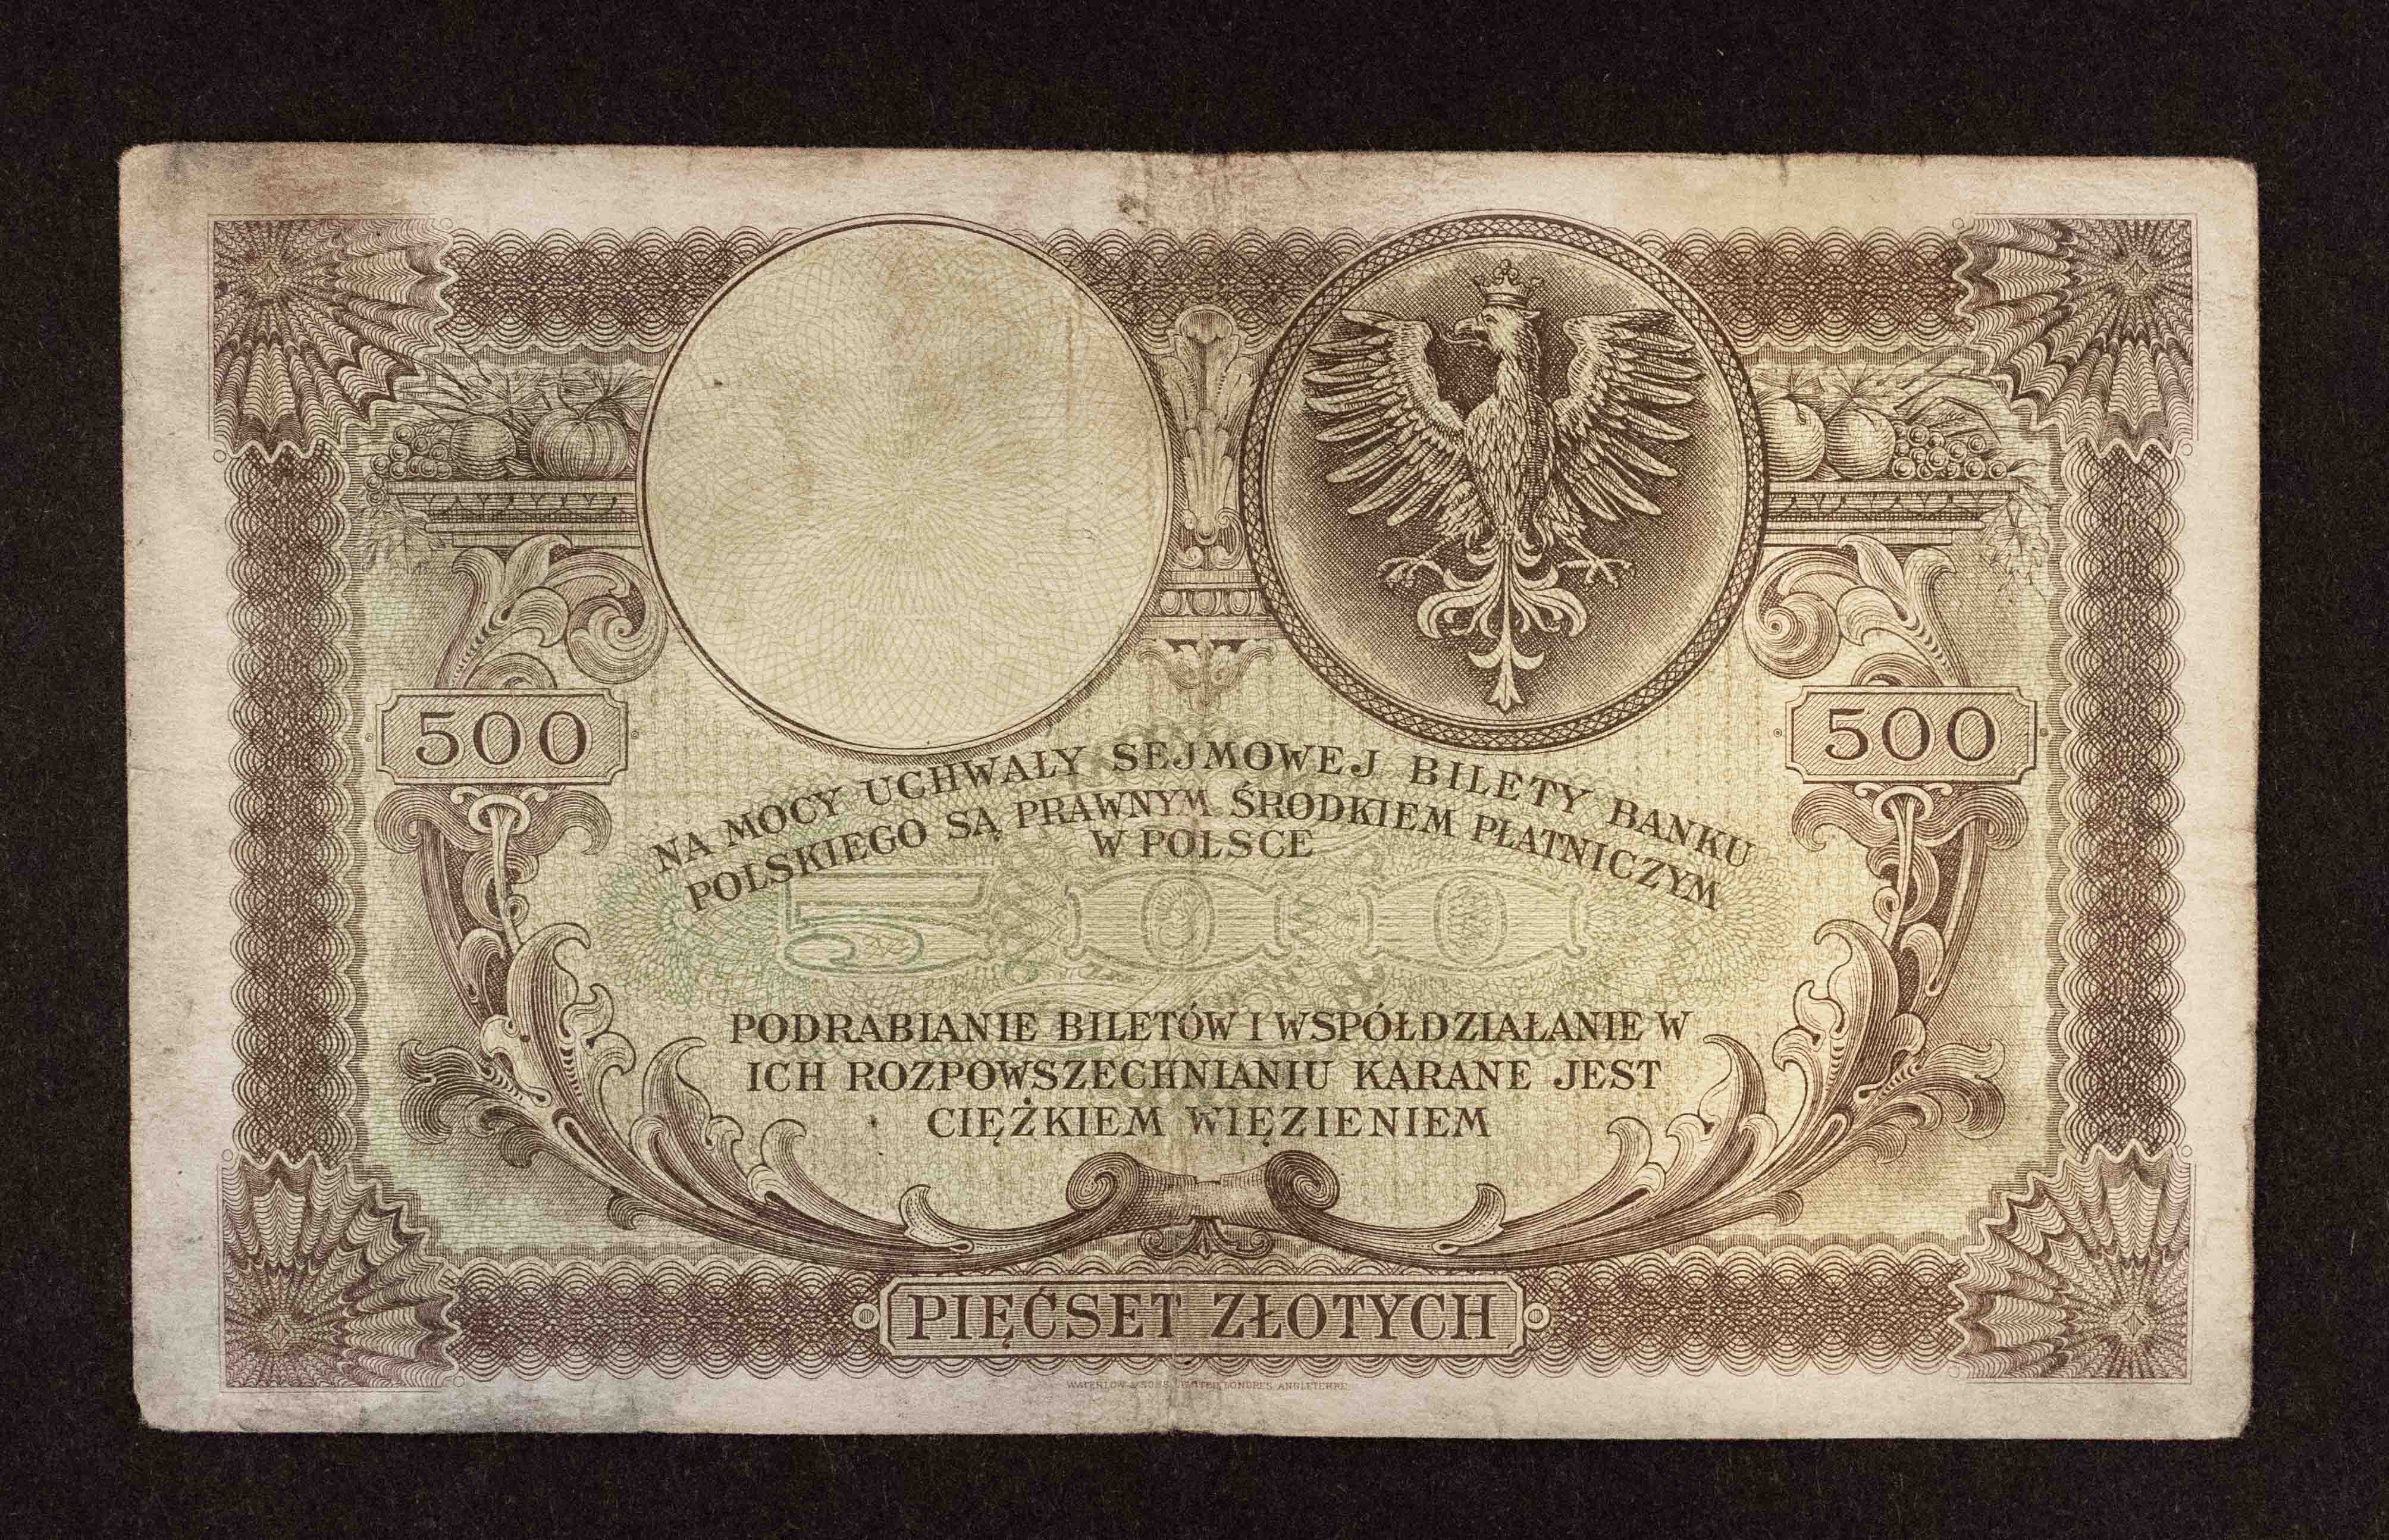 500
500
NA MOCY UCHWAŁY SEJMOWEJ BILETY BANKU
POLSKIEGO SĄ PRAWNYM ŚRODKIEM PŁATNICZYM
W POLSCE
500
PODRABIANIE BILETÓW I WSPÓŁDZIAŁANIE W
ICH ROZPOWSZECHNIANIU KARANE JEST
CIĘŻKIEM WIĘZIENIEM
PIĘĆSET ZŁOTYCH
WATERLOW & SONS LIMITED, LONDRES, ANGLETERRE.